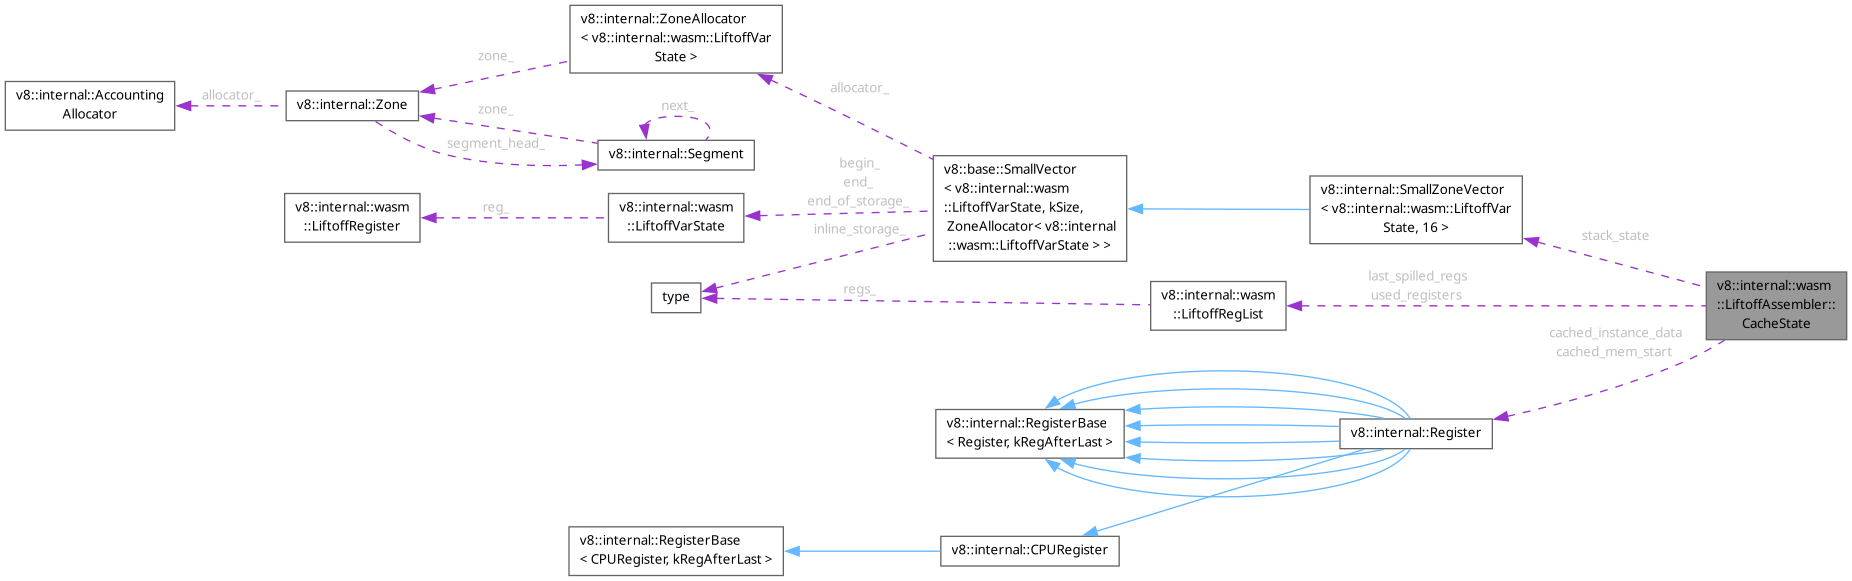 v8::internal::ZoneAllocator
< v8::internal::wasm::LiftoffVar
State >
zone_
v8::internal::Accounting
Allocator
allocator_
v8::internal::Zone
zone_
next_
allocator_
segment_head_
v8::internal::Segment
v8::internal::wasm
::LiftoffRegister
reg_
v8::internal::wasm
::LiftoffVarState
begin_
end_
end_of_storage_
inline_storage_
v8::base::SmallVector
< v8::internal::wasm
::LiftoffVarState, kSize,
ZoneAllocator< v8::internal
::wasm::LiftoffVarState > >
v8::internal::SmallZoneVector
< v8::internal::wasm::LiftoffVar
State, 16 >
stack_state
type
regs_
v8::internal::wasm
::LiftoffRegList
last_spilled_regs
used_registers
v8::internal::wasm
::LiftoffAssembler::
CacheState
cached_instance_data
cached_mem_start
v8::internal::RegisterBase
< Register, kRegAfterLast >
v8::internal::Register
v8::internal::RegisterBase
< CPURegister, kRegAfterLast >
v8::internal::CPURegister